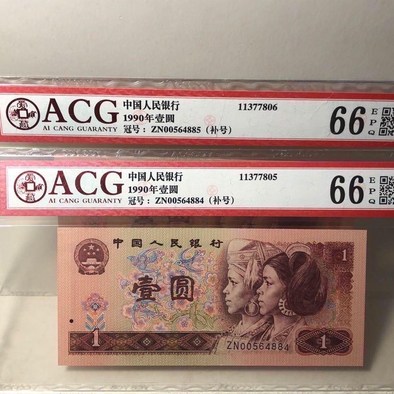 ACG
AI CANG GUARANTY
中国人民银行
1990年壹圆
冠号：ZN00564885（补号）
11377806
66
EPQ
ACG
AI CANG GUARANTY
中国人民银行
1990年壹圆
冠号：ZN00564884（补号）
11377805
66
EPQ
中国人民银行
1
壹圆
1
ZN00564884
1